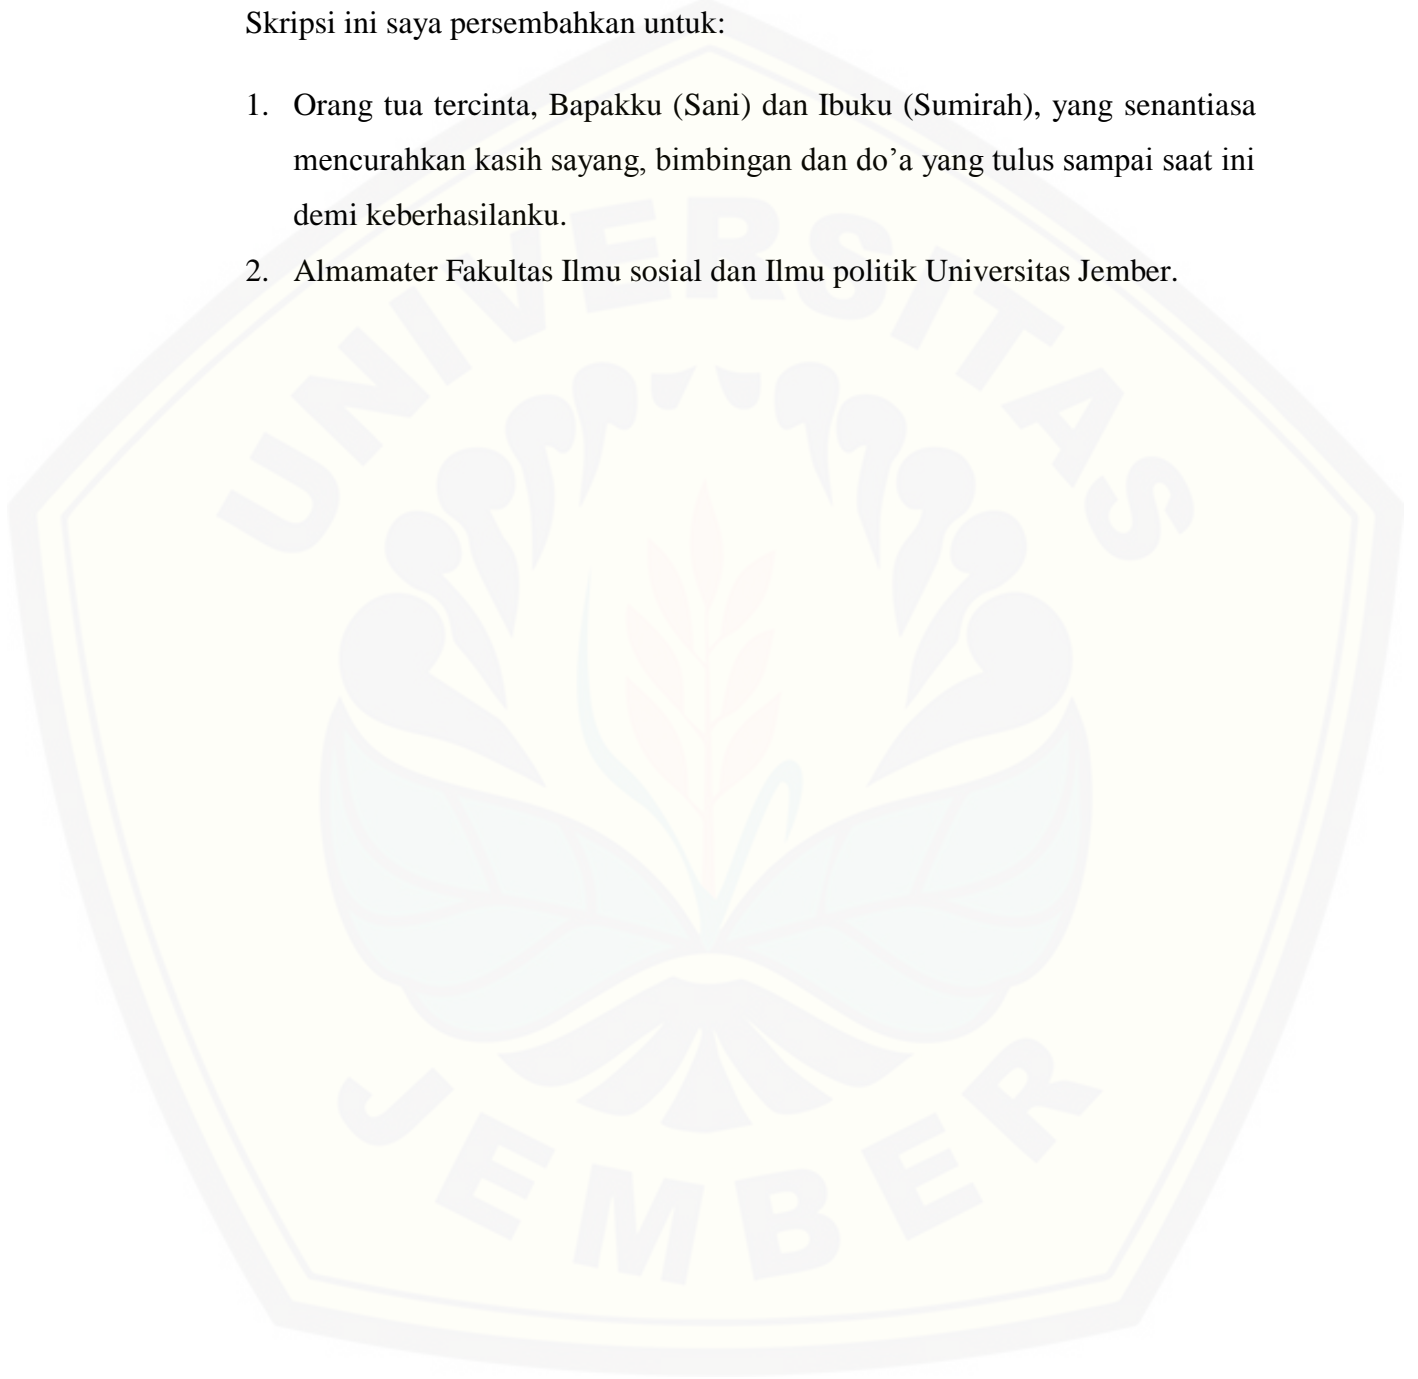 Skripsi ini saya persembahkan untuk:
1. Orang tua tercinta, Bapakku (Sani) dan Ibuku (Sumirah), yang senantiasa
mencurahkan kasih sayang, bimbingan dan do’a yang tulus sampai saat ini
demi keberhasilanku.
2. Almamater Fakultas Ilmu sosial dan Ilmu politik Universitas Jember.
UNIVERSITAS
JEMBER